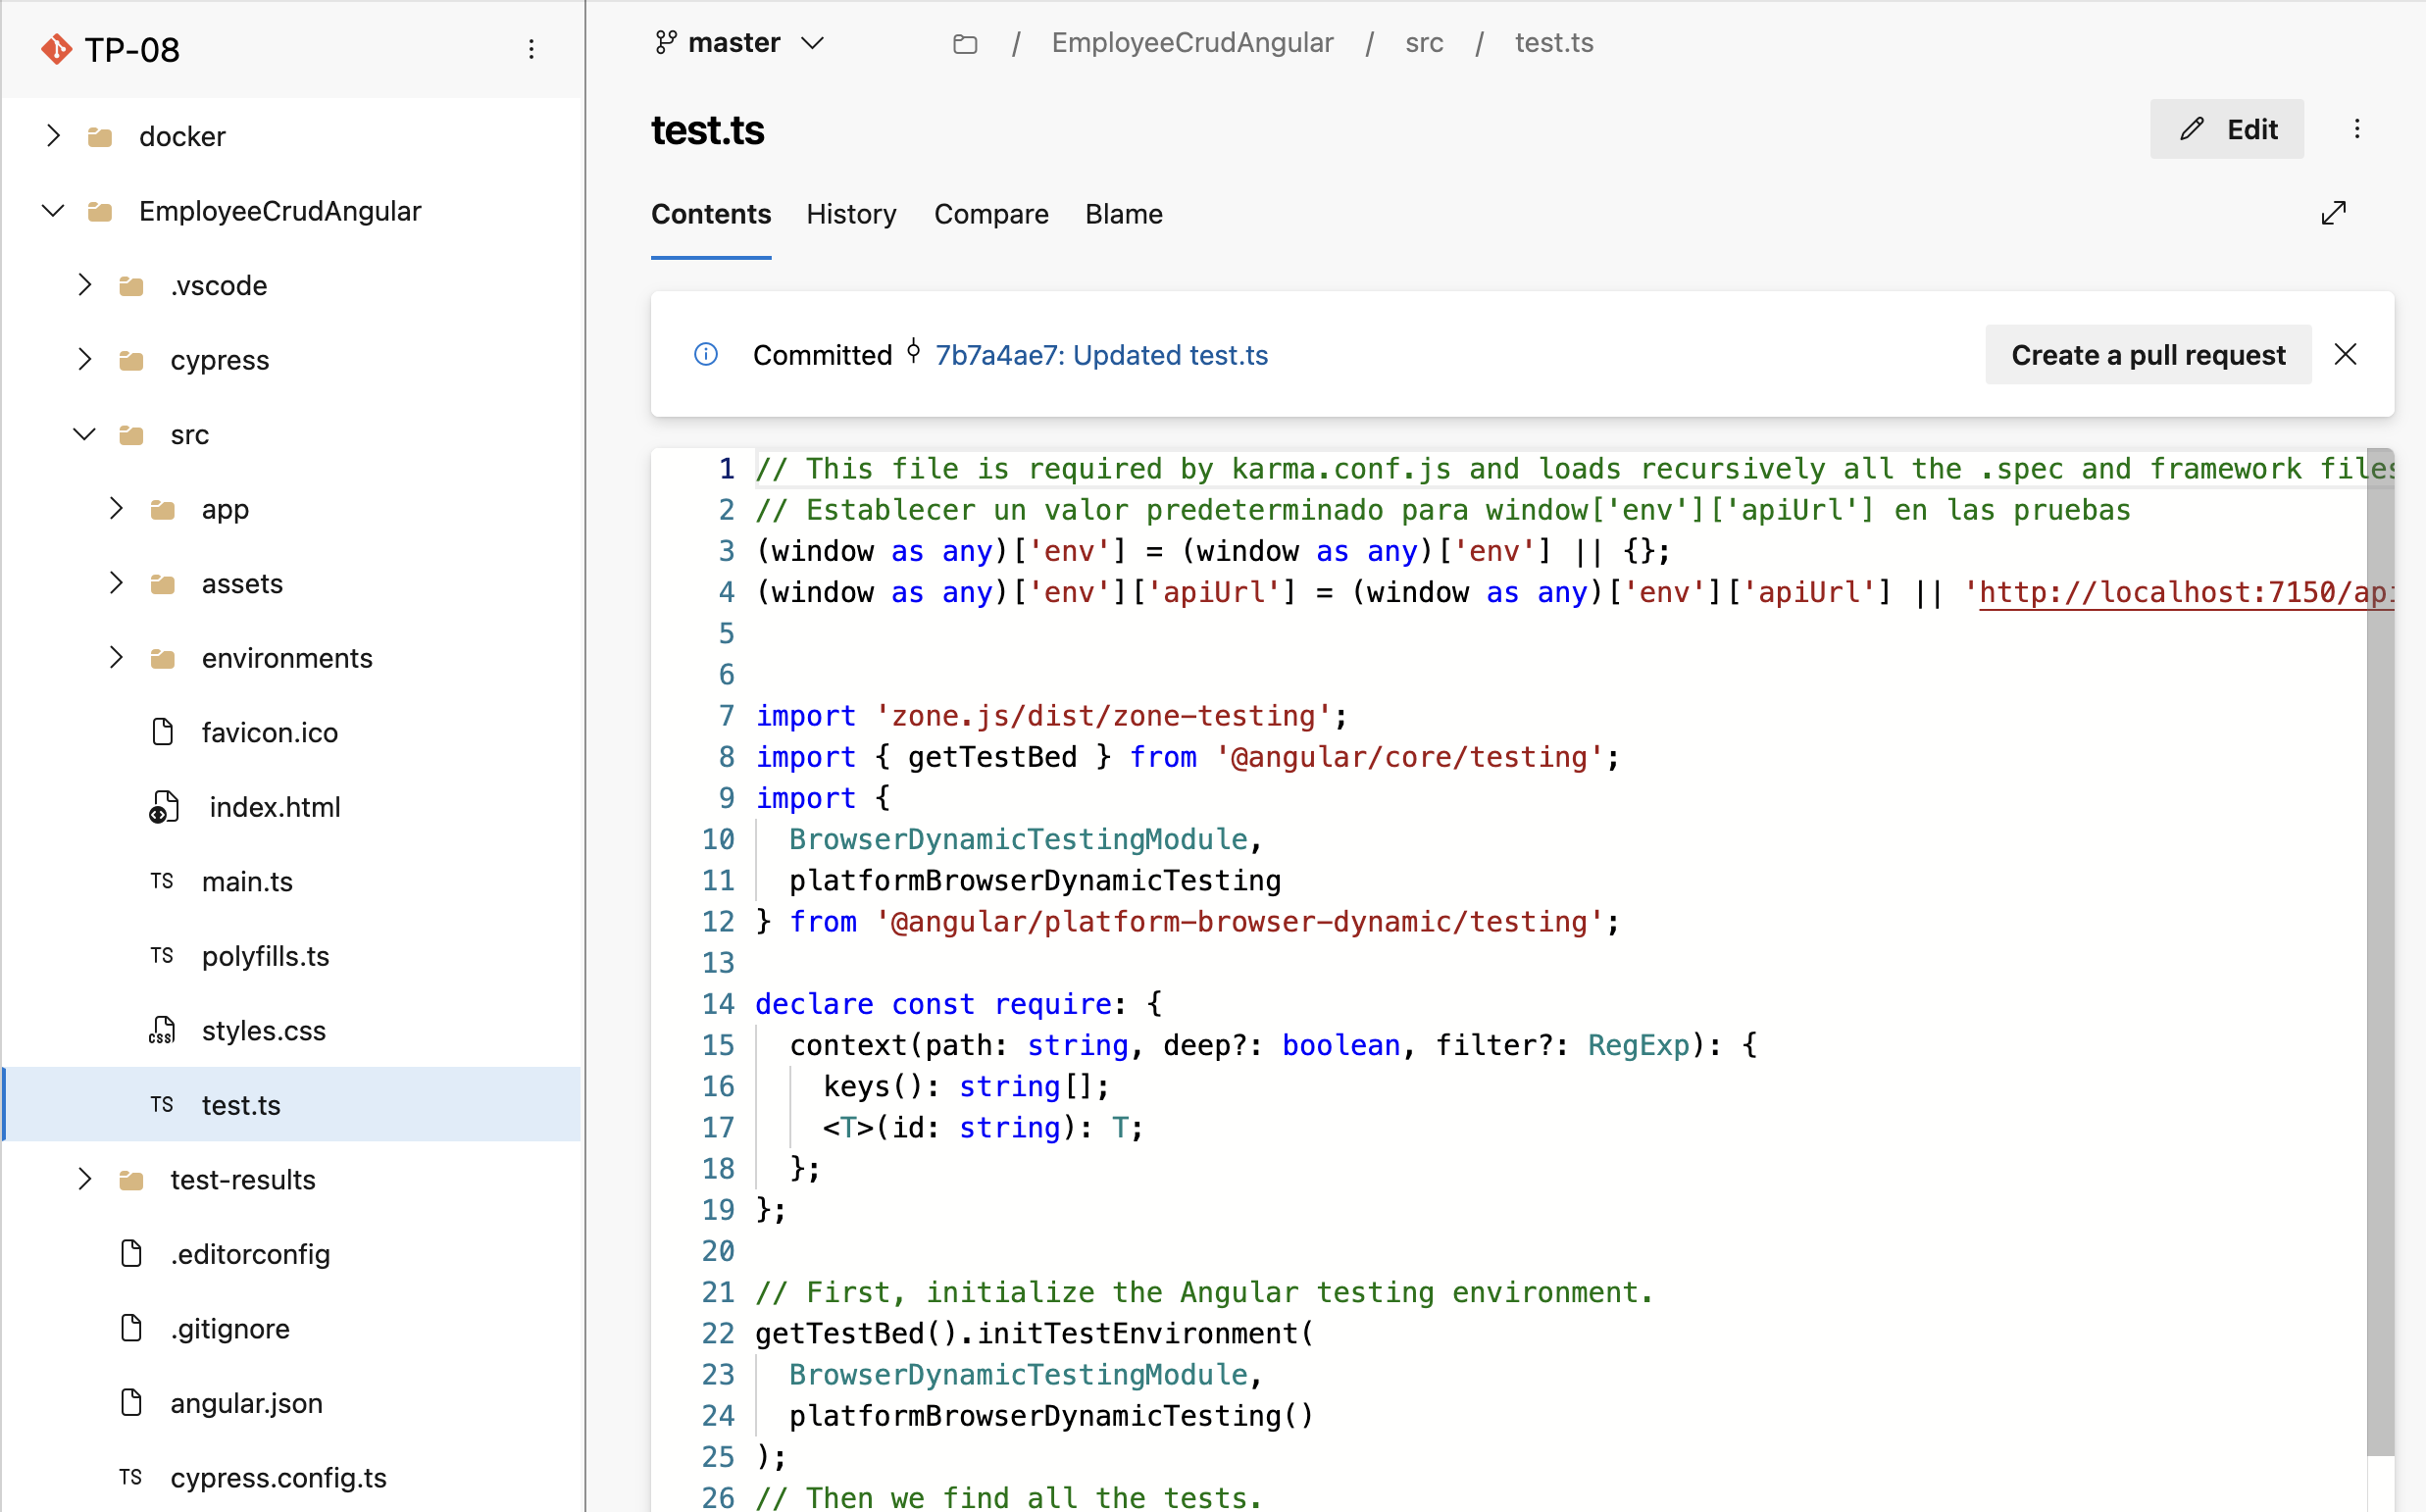 TP-08
docker
EmployeeCrudAngular
.vscode
cypress
src
app
assets
environments
favicon.ico
index.html
TS main.ts
TS polyfills.ts
css styles.css
TS test.ts
test-results
.editorconfig
.gitignore
angular.json
TS cypress.config.ts
master
/ EmployeeCrudAngular / src / test.ts
test.ts
Edit
Contents History Compare Blame
Committed 7b7a4ae7: Updated test.ts
Create a pull request
1 // This file is required by karma.conf.js and loads recursively all the .spec and framework files
2 // Establecer un valor predeterminado para window['env']['apiUrl'] en las pruebas
3 (window as any)['env'] = (window as any)['env'] || {};
4 (window as any)['env']['apiUrl'] = (window as any)['env']['apiUrl'] || 'http://localhost:7150/api
5
6
7 import 'zone.js/dist/zone-testing';
8 import { getTestBed } from '@angular/core/testing';
9 import {
10 BrowserDynamicTestingModule,
11 platformBrowserDynamicTesting
12 } from '@angular/platform-browser-dynamic/testing';
13
14 declare const require: {
15 context(path: string, deep?: boolean, filter?: RegExp): {
16 keys(): string[];
17 <T>(id: string): T;
18 };
19 };
20
21 // First, initialize the Angular testing environment.
22 getTestBed().initTestEnvironment(
23 BrowserDynamicTestingModule,
24 platformBrowserDynamicTesting()
25 );
26 // Then we find all the tests.